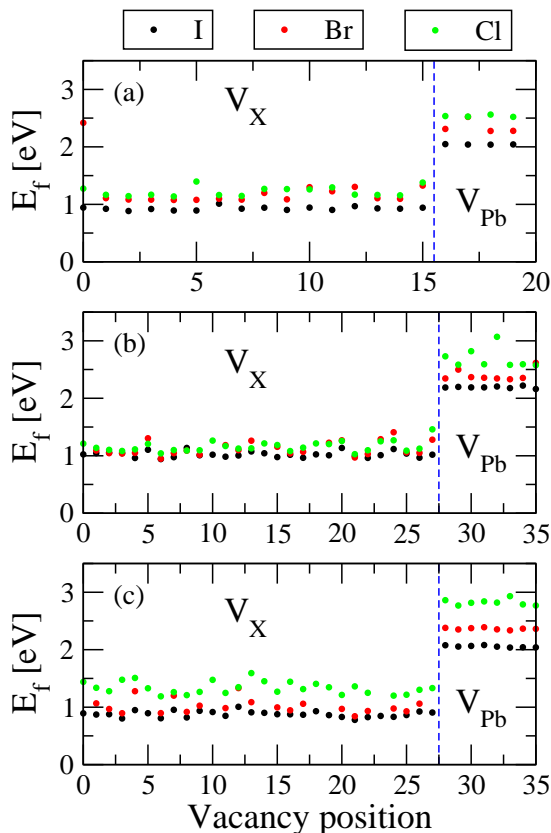 I Br Cl
(a) V_X
E_f [eV]
3
2
1
0
V_Pb
0 5 10 15 20
(b) V_X
E_f [eV]
3
2
1
0
V_Pb
0 5 10 15 20 25 30 35
(c) V_X
E_f [eV]
3
2
1
0
V_Pb
0 5 10 15 20 25 30 35
Vacancy position